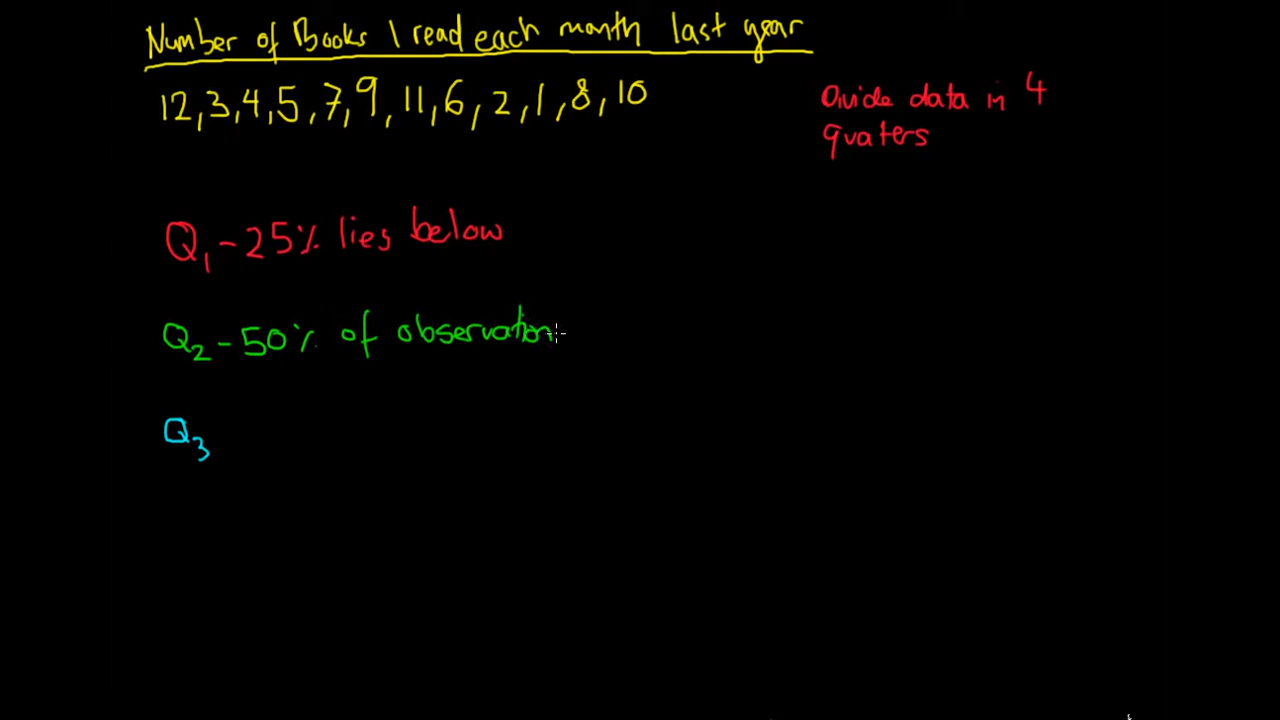 Number of Books I read each month last year
12,3,4,5,7,9,11,6,2,1,8,10
Divide data in 4
quaters
Q1 - 25% lies below
Q2 - 50% of observation
Q3